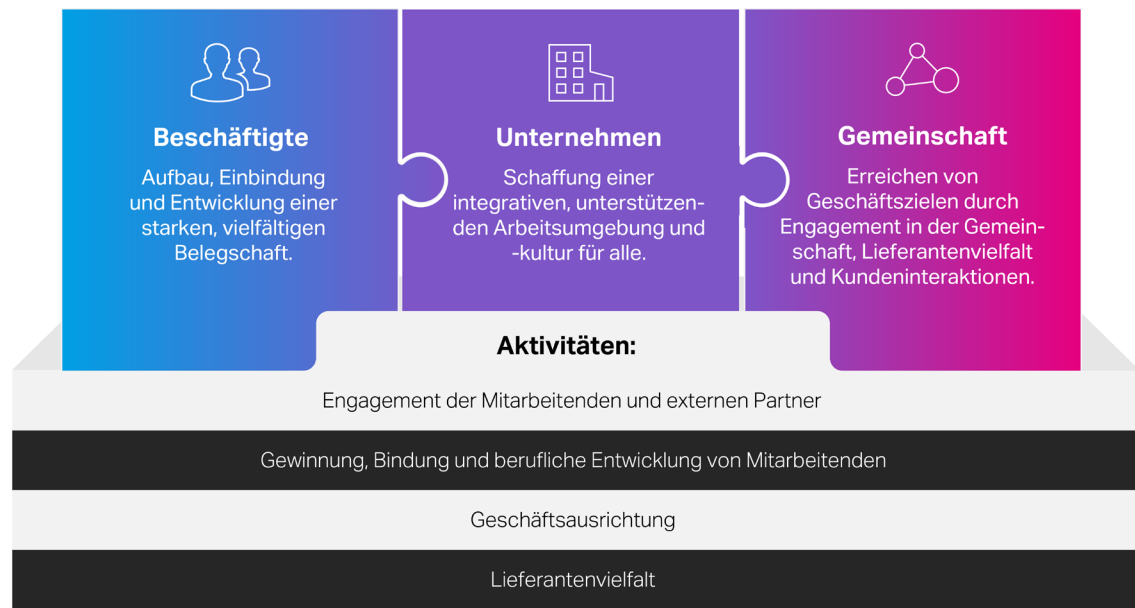 Beschäftigte
Aufbau, Einbindung
und Entwicklung einer
starken, vielfältigen
Belegschaft.
Unternehmen
Schaffung einer
integrativen, unterstützen-
den Arbeitsumgebung und
-kultur für alle.
Gemeinschaft
Erreichen von
Geschäftszielen durch
Engagement in der Gemein-
schaft, Lieferantenvielfalt
und Kundeninteraktionen.
Aktivitäten:
Engagement der Mitarbeitenden und externen Partner
Gewinnung, Bindung und berufliche Entwicklung von Mitarbeitenden
Geschäftsausrichtung
Lieferantenvielfalt